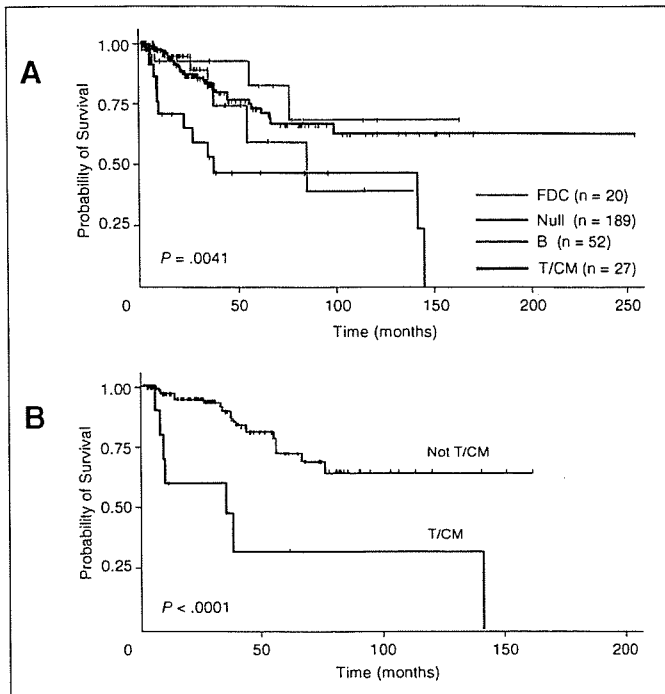 A
Probability of Survival
1.00
0.75
0.50
0.25
P = .0041
FDC (n = 20)
Null (n = 189)
B (n = 52)
T/CM (n = 27)
0 50 100 150 200 250
Time (months)
B
Probability of Survival
1.00
0.75
0.50
0.25
Not T/CM
T/CM
P < .0001
0 50 100 150 200
Time (months)